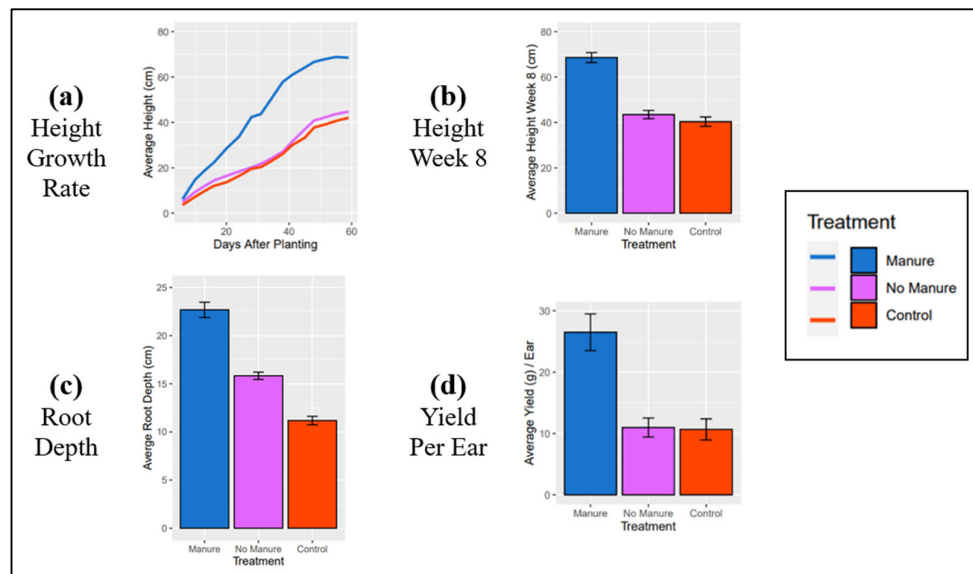 (a)
Height
Growth
Rate
80
60
40
20
0
Average Height (cm)
20
40
60
Days After Planting
(b)
Height
Week 8
80
60
40
20
0
Average Height Week 8 (cm)
Manure
No Manure
Control
Treatment
(c)
Root
Depth
25
20
15
10
5
0
Averge Root Depth (cm)
Manure
No Manure
Control
Treatment
(d)
Yield
Per Ear
30
20
10
0
Average Yield (g) / Ear
Manure
No Manure
Control
Treatment
Treatment
Manure
No Manure
Control